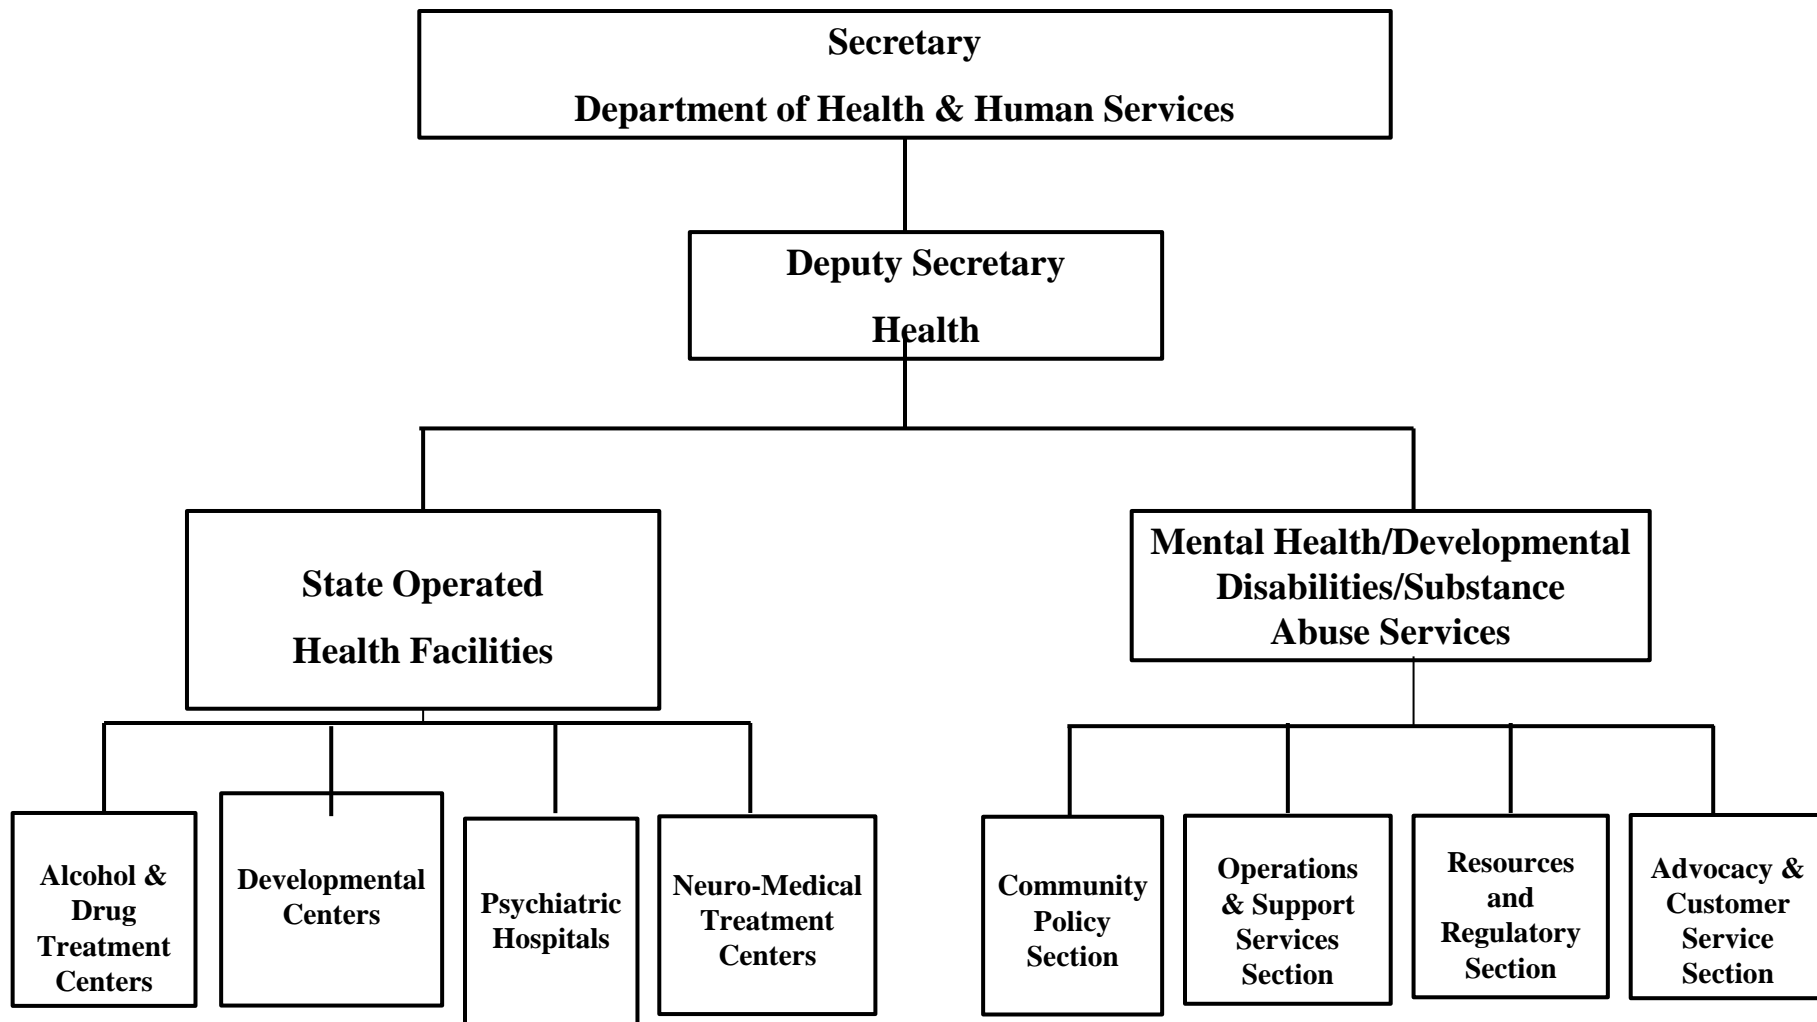 Secretary
Department of Health & Human Services
Deputy Secretary
Health
State Operated
Health Facilities
Mental Health/Developmental
Disabilities/Substance
Abuse Services
Alcohol &
Drug
Treatment
Centers
Developmental
Centers
Psychiatric
Hospitals
Neuro-Medical
Treatment
Centers
Community
Policy
Section
Operations
& Support
Services
Section
Resources
and
Regulatory
Section
Advocacy &
Customer
Service
Section